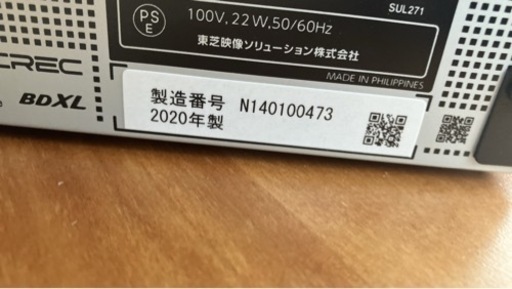 SUL271
PS
E
100V, 22W, 50/60Hz
東芝映像ソリューション株式会社
MADE IN PHILIPPINES
CREC
BDXL
製造番号 N140100473
2020年製